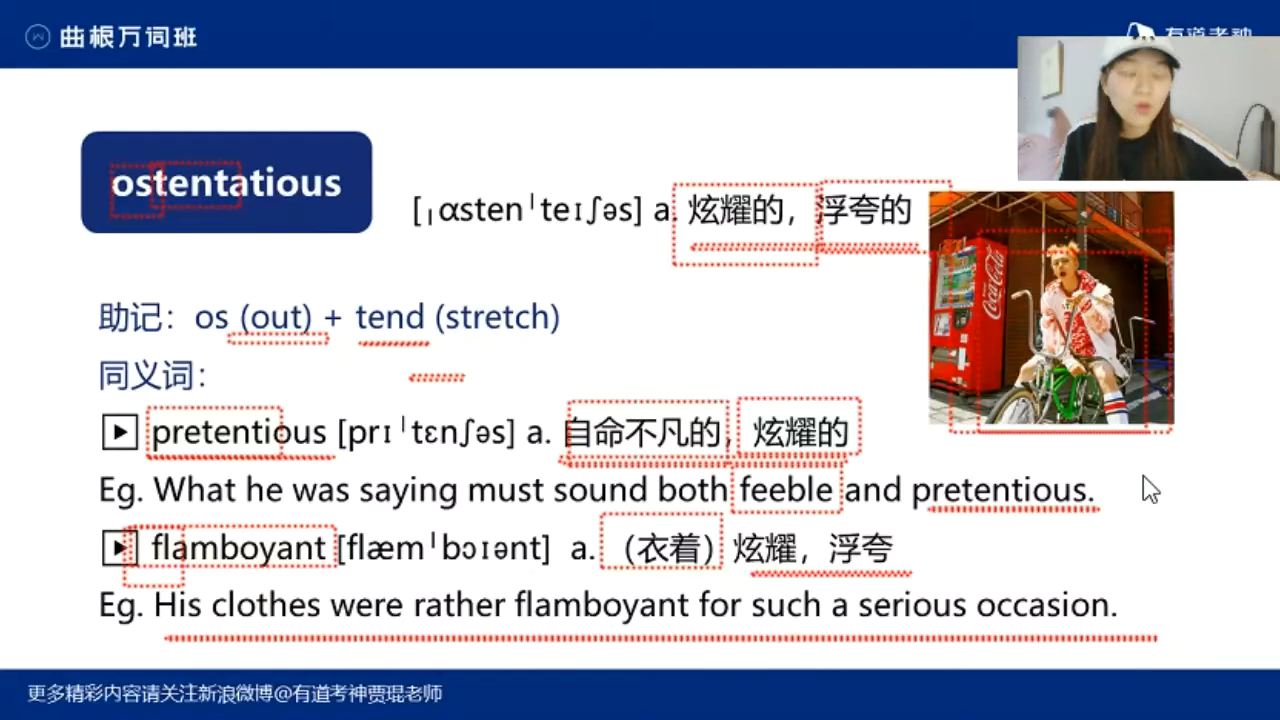 曲根万词班
有道考神
ostentatious
[ˌɑstenˈteɪʃəs] a. 炫耀的，浮夸的
Coca-Cola
助记：os (out) + tend (stretch)
同义词：
pretentious [prɪˈtɛnʃəs] a. 自命不凡的，炫耀的
Eg. What he was saying must sound both feeble and pretentious.
flamboyant [flæmˈbɔɪənt] a. （衣着）炫耀，浮夸
Eg. His clothes were rather flamboyant for such a serious occasion.
更多精彩内容请关注新浪微博@有道考神贾琨老师